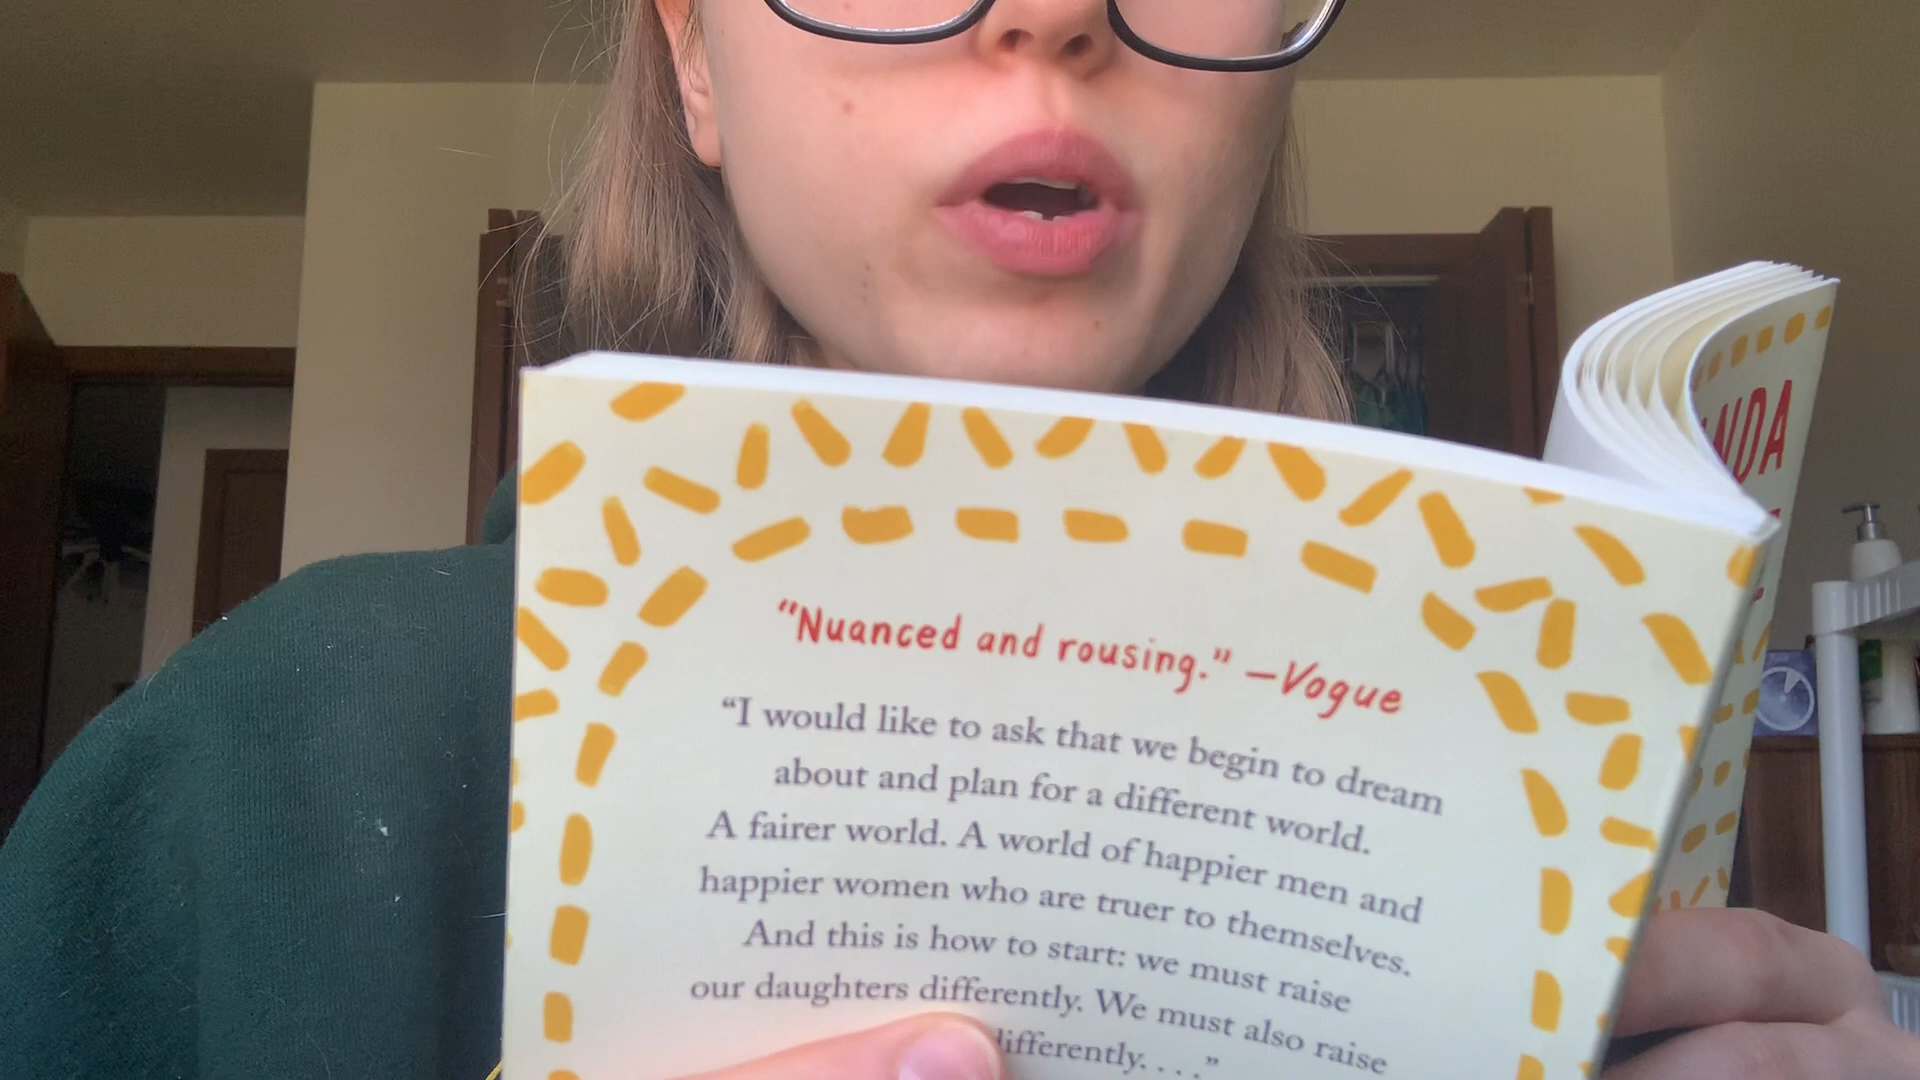 "Nuanced and rousing." —Vogue
"I would like to ask that we begin to dream
about and plan for a different world.
A fairer world. A world of happier men and
happier women who are truer to themselves.
And this is how to start: we must raise
our daughters differently. We must also raise
differently. . . ."
NDA